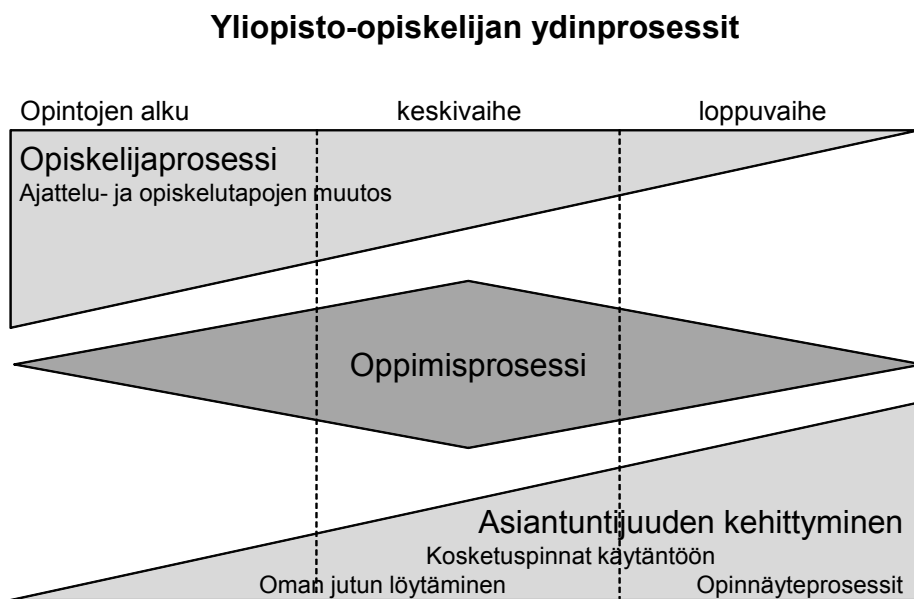 Yliopisto-opiskelijan ydinprosessit
Opintojen alku
keskivaihe
loppuvaihe
Opiskelijaprosessi
Ajattelu- ja opiskelutapojen muutos
Oppimisprosessi
Asiantuntijuuden kehittyminen
Kosketuspinnat käytäntöön
Oman jutun löytäminen
Opinnäyteprosessit